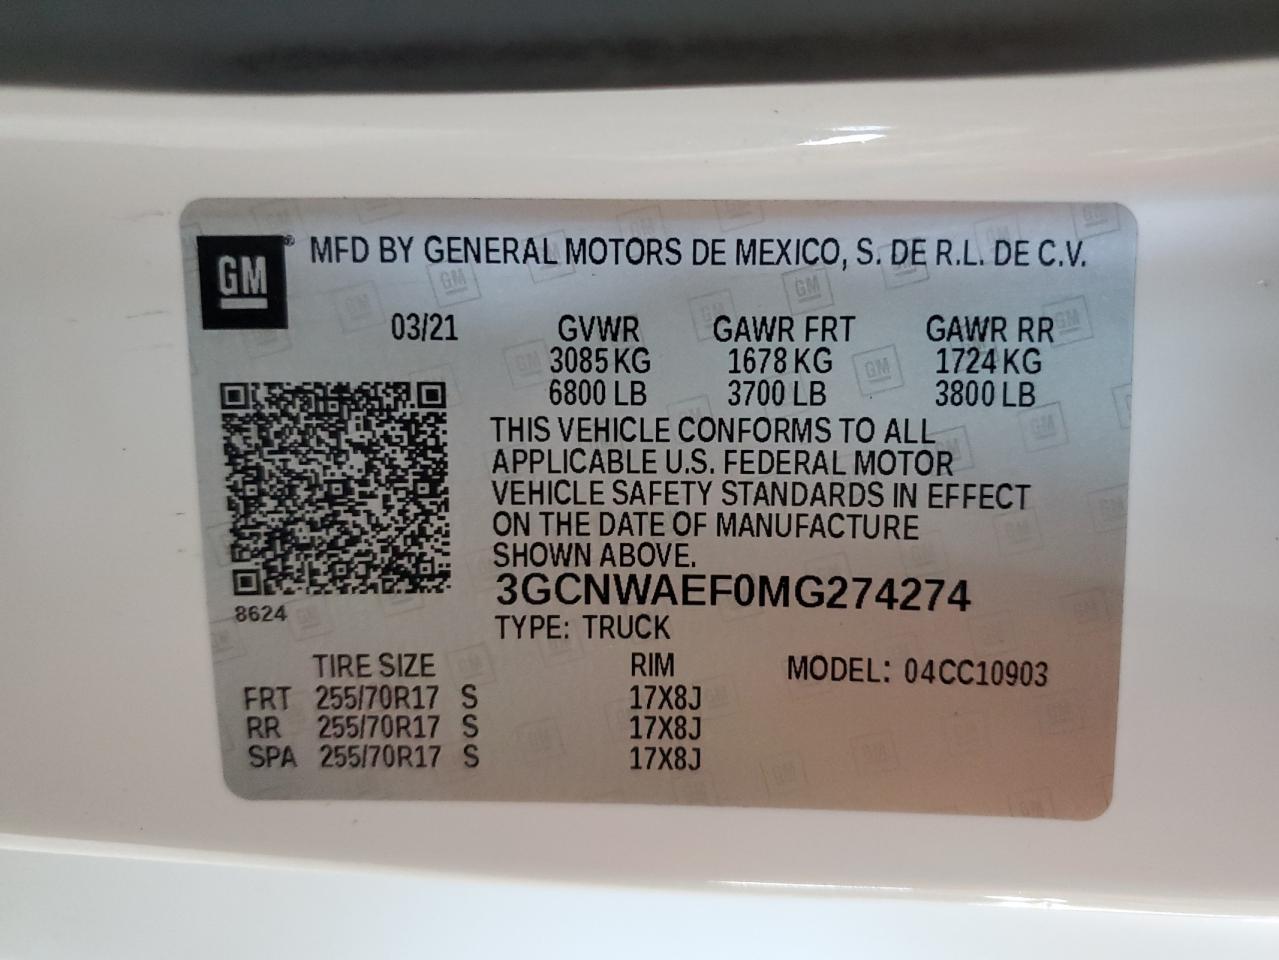 GM® MFD BY GENERAL MOTORS DE MEXICO, S. DE R.L. DE C.V.
03/21 GVWR GAWR FRT GAWR RR
3085 KG 1678 KG 1724 KG
6800 LB 3700 LB 3800 LB
THIS VEHICLE CONFORMS TO ALL
APPLICABLE U.S. FEDERAL MOTOR
VEHICLE SAFETY STANDARDS IN EFFECT
ON THE DATE OF MANUFACTURE
SHOWN ABOVE.
3GCNWAEF0MG274274
8624
TYPE: TRUCK
TIRE SIZE RIM MODEL: 04CC10903
FRT 255/70R17 S 17X8J
RR 255/70R17 S 17X8J
SPA 255/70R17 S 17X8J